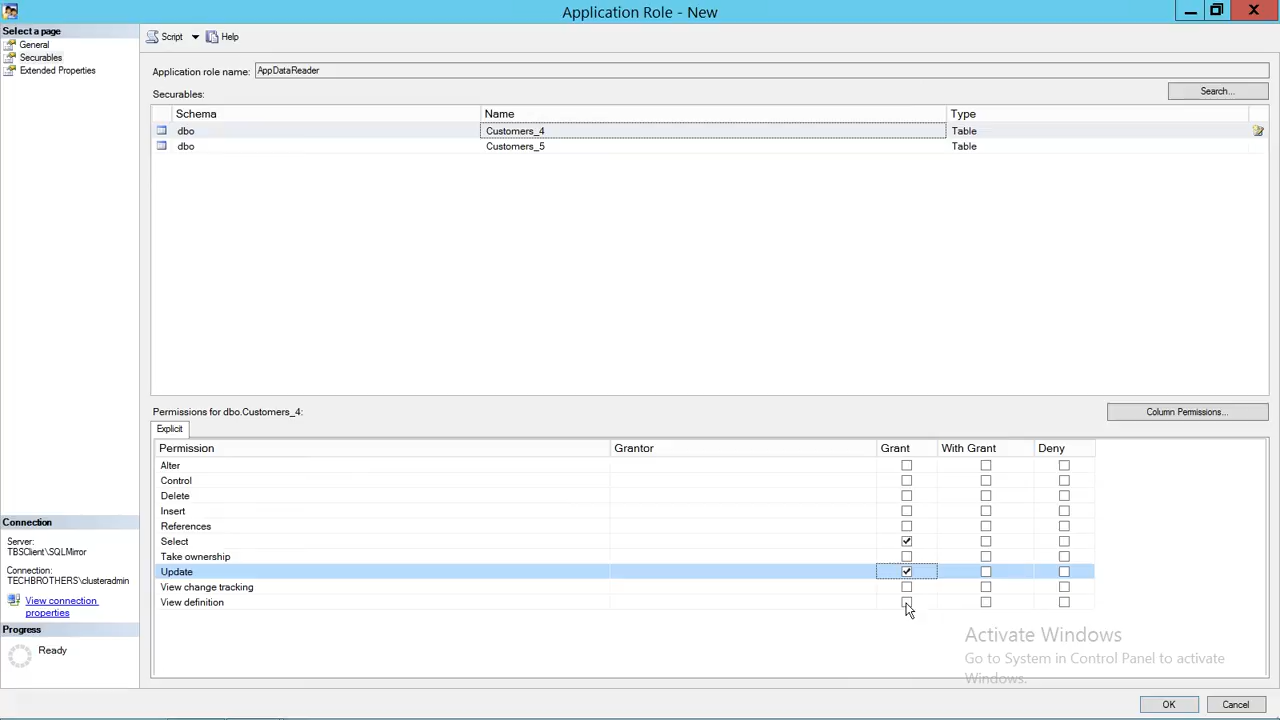 Application Role - New
Select a page
General
Securables
Extended Properties
Script Help
Application role name: AppDataReader
Securables:
Search...
Schema Name Type
dbo Customers_4 Table
dbo Customers_5 Table
Permissions for dbo.Customers_4:
Column Permissions...
Explicit
Permission Grantor Grant With Grant Deny
Alter
Control
Delete
Insert
References
Select
Take ownership
Update
View change tracking
View definition
Connection
Server:
TBSClient\SQLMirror
Connection:
TECHBROTHERS\clusteradmin
View connection
properties
Progress
Ready
Activate Windows
Go to System in Control Panel to activate
Windows.
OK Cancel